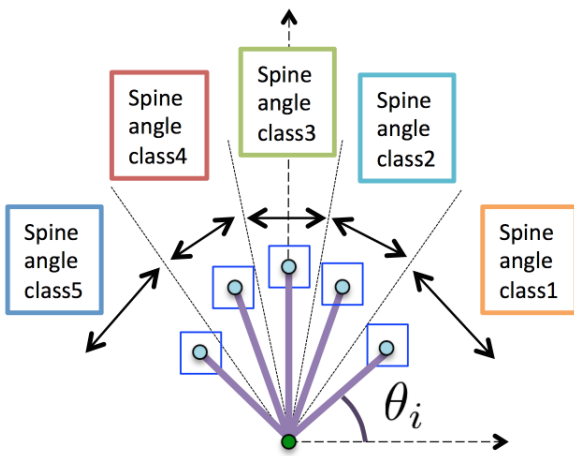 Spine
angle
class3
Spine
angle
class4
Spine
angle
class2
Spine
angle
class5
Spine
angle
class1
θi